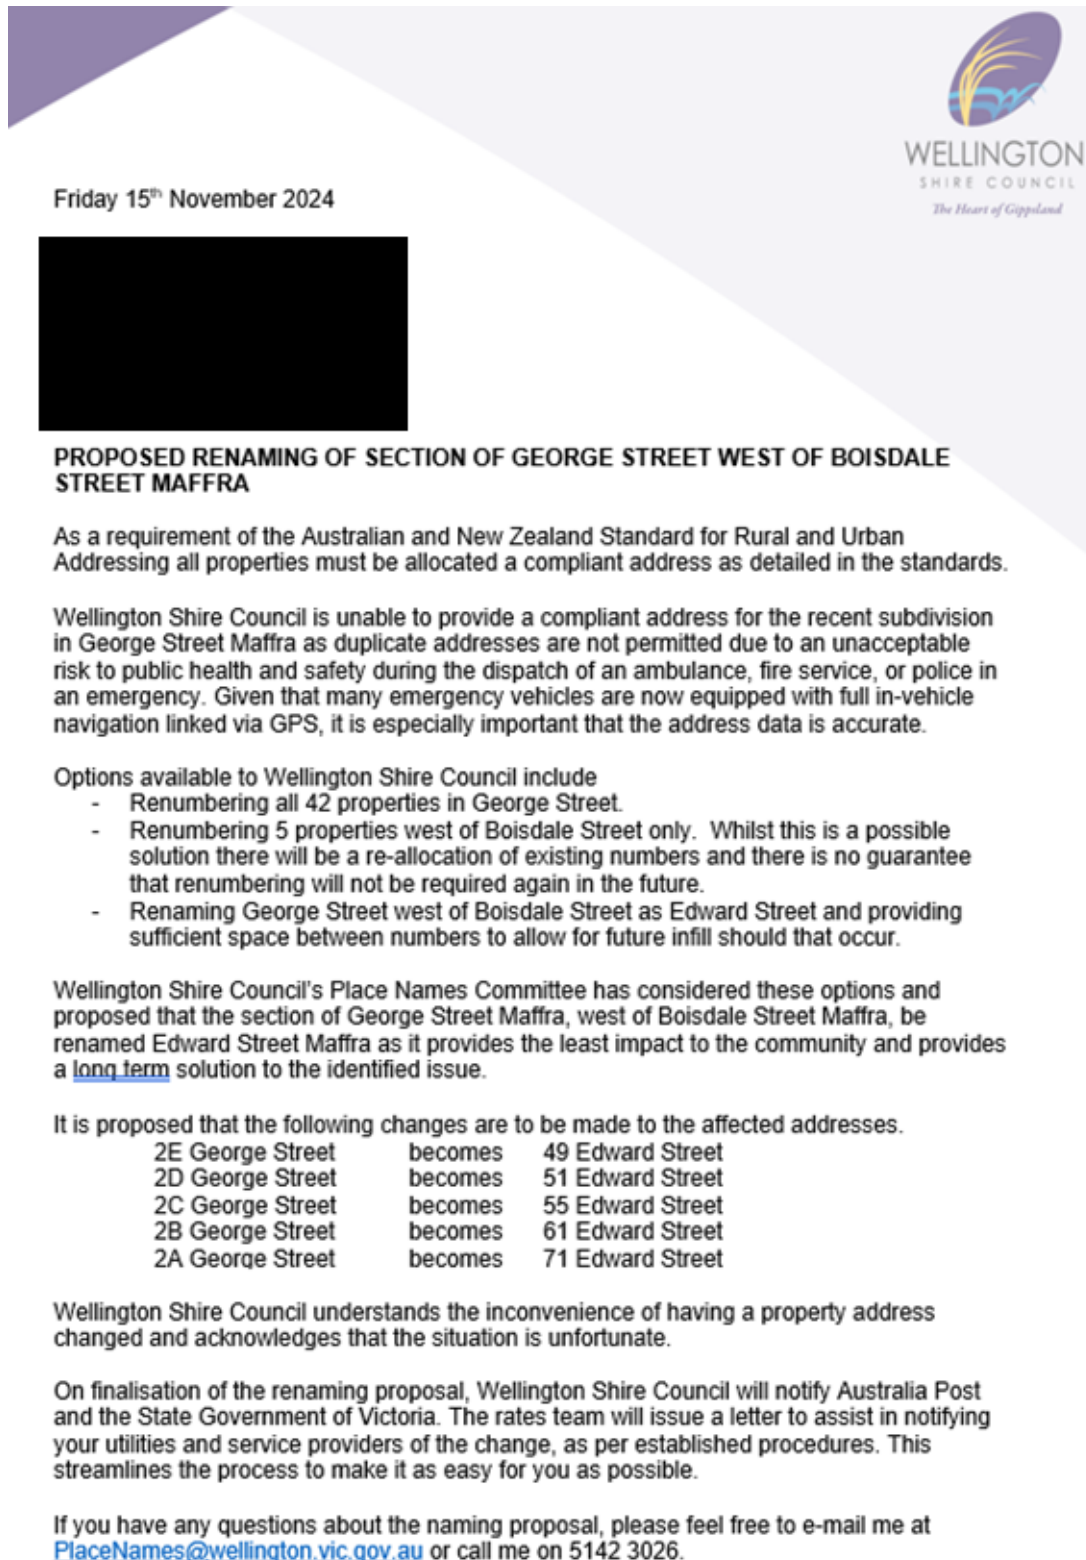 WELLINGTON
SHIRE COUNCIL
The Heart of Gippsland
Friday 15th November 2024
PROPOSED RENAMING OF SECTION OF GEORGE STREET WEST OF BOISDALE
STREET MAFFRA
As a requirement of the Australian and New Zealand Standard for Rural and Urban
Addressing all properties must be allocated a compliant address as detailed in the standards.
Wellington Shire Council is unable to provide a compliant address for the recent subdivision
in George Street Maffra as duplicate addresses are not permitted due to an unacceptable
risk to public health and safety during the dispatch of an ambulance, fire service, or police in
an emergency. Given that many emergency vehicles are now equipped with full in-vehicle
navigation linked via GPS, it is especially important that the address data is accurate.
Options available to Wellington Shire Council include
- Renumbering all 42 properties in George Street.
- Renumbering 5 properties west of Boisdale Street only. Whilst this is a possible
solution there will be a re-allocation of existing numbers and there is no guarantee
that renumbering will not be required again in the future.
- Renaming George Street west of Boisdale Street as Edward Street and providing
sufficient space between numbers to allow for future infill should that occur.
Wellington Shire Council's Place Names Committee has considered these options and
proposed that the section of George Street Maffra, west of Boisdale Street Maffra, be
renamed Edward Street Maffra as it provides the least impact to the community and provides
a long term solution to the identified issue.
It is proposed that the following changes are to be made to the affected addresses.
2E George Street becomes 49 Edward Street
2D George Street becomes 51 Edward Street
2C George Street becomes 55 Edward Street
2B George Street becomes 61 Edward Street
2A George Street becomes 71 Edward Street
Wellington Shire Council understands the inconvenience of having a property address
changed and acknowledges that the situation is unfortunate.
On finalisation of the renaming proposal, Wellington Shire Council will notify Australia Post
and the State Government of Victoria. The rates team will issue a letter to assist in notifying
your utilities and service providers of the change, as per established procedures. This
streamlines the process to make it as easy for you as possible.
If you have any questions about the naming proposal, please feel free to e-mail me at
PlaceNames@wellington.vic.gov.au or call me on 5142 3026.